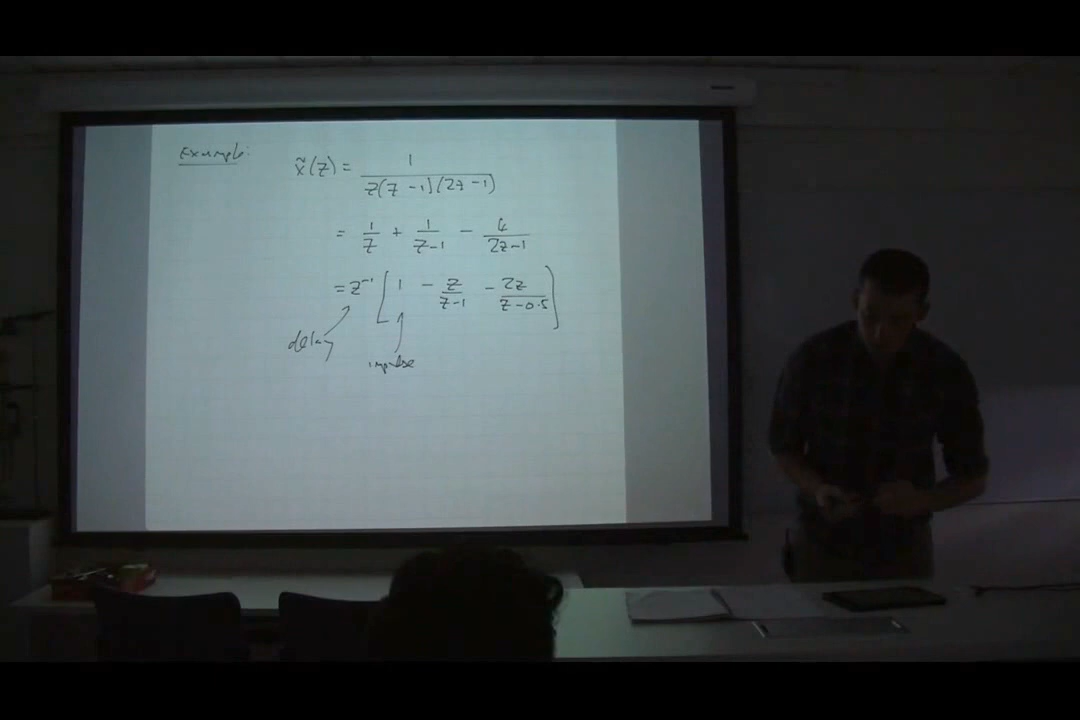 Example:
x̃(z) = 1 / (z(z-1)(2z-1))
= 1/z + 1/(z-1) - 4/(2z-1)
= z⁻¹ [ 1 - z/(z-1) - 2z/(z-0.5) ]
delay
impulse